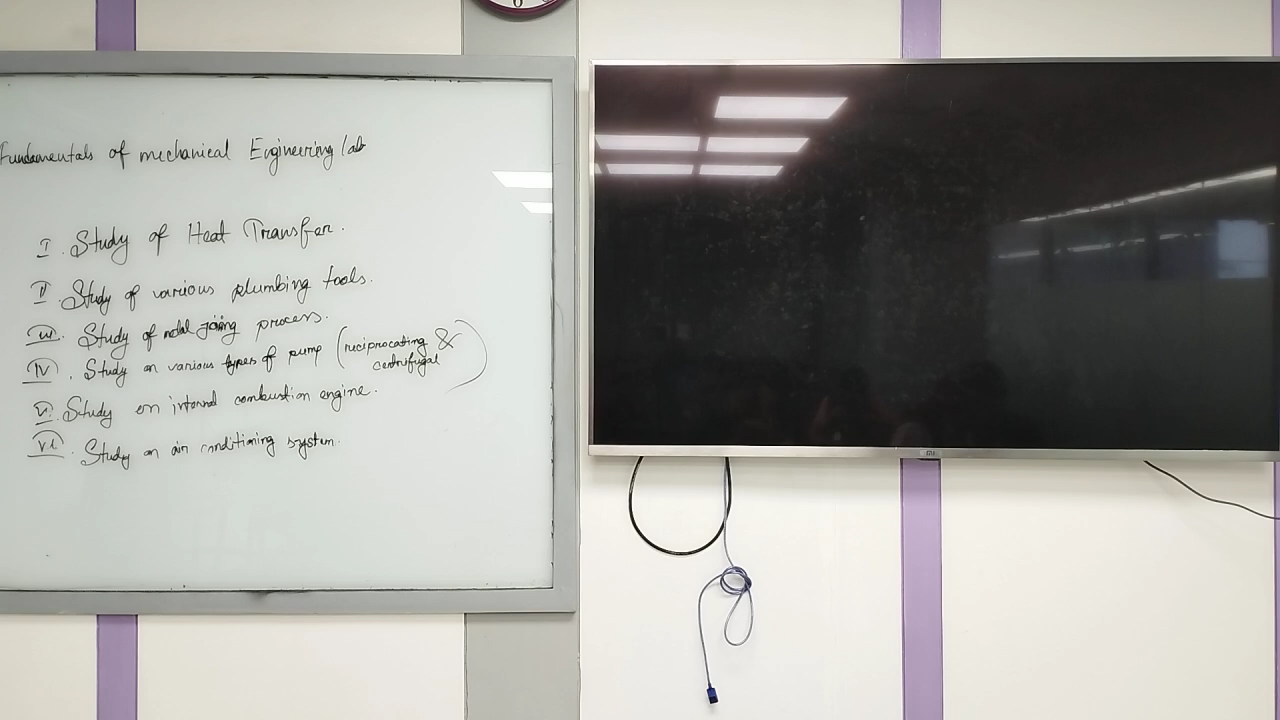 6
Fundamentals of mechanical Engineering lab
I. Study of Heat Transfer.
II. Study of various plumbing tools.
III. Study of metal joining process.
IV. Study on various types of pump (reciprocating & centrifugal)
V. Study on internal combustion engine.
VI. Study on air conditioning system.
mi